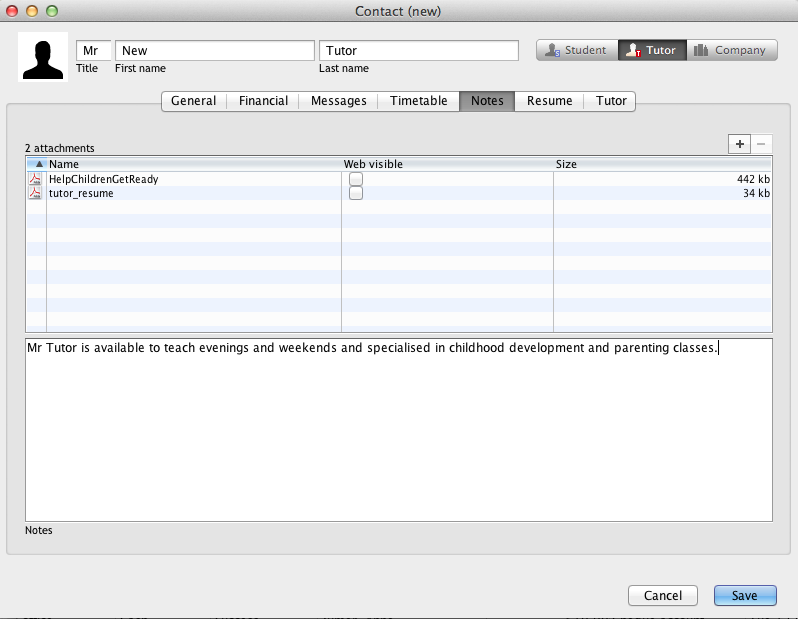 Contact (new)
Mr New Tutor Student Tutor Company
Title First name Last name
General Financial Messages Timetable Notes Resume Tutor
2 attachments + −
Name Web visible Size
HelpChildrenGetReady 442 kb
tutor_resume 34 kb
Mr Tutor is available to teach evenings and weekends and specialised in childhood development and parenting classes.
Notes
Cancel Save